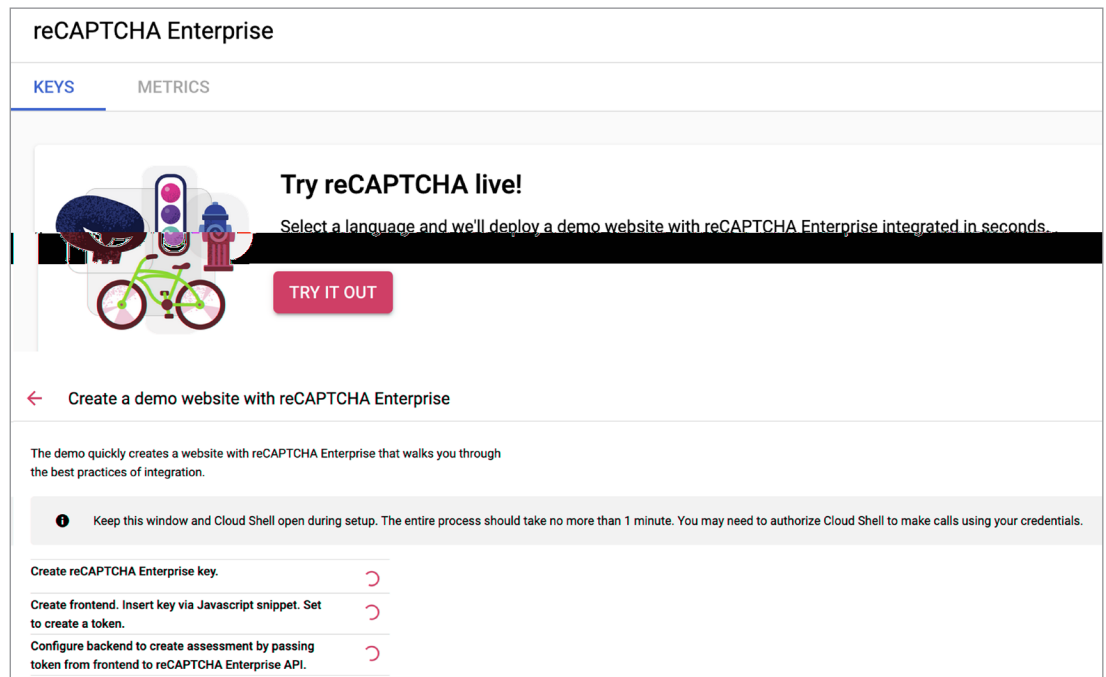 reCAPTCHA Enterprise
KEYS METRICS
Try reCAPTCHA live!
Select a language and we'll deploy a demo website with reCAPTCHA Enterprise integrated in seconds.
TRY IT OUT
Create a demo website with reCAPTCHA Enterprise
The demo quickly creates a website with reCAPTCHA Enterprise that walks you through
the best practices of integration.
Keep this window and Cloud Shell open during setup. The entire process should take no more than 1 minute. You may need to authorize Cloud Shell to make calls using your credentials.
Create reCAPTCHA Enterprise key.
Create frontend. Insert key via Javascript snippet. Set
to create a token.
Configure backend to create assessment by passing
token from frontend to reCAPTCHA Enterprise API.